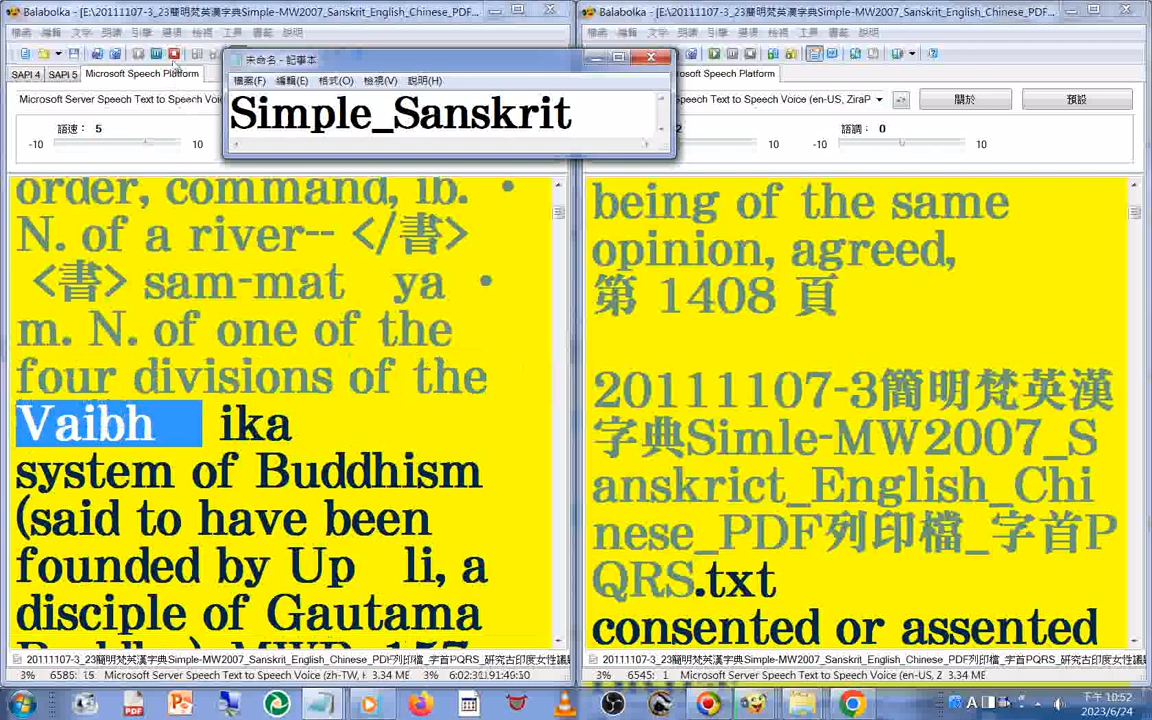 Balabolka - [E:\20111107-3_23簡明梵英漢字典Simple-MW2007_Sanskrit_English_Chinese_PDF...
Balabolka - [E:\20111107-3_23簡明梵英漢字典Simple-MW2007_Sanskrit_English_Chinese_PDF...
SAPI 4 SAPI 5 Microsoft Speech Platform
Microsoft Server Speech Text to Speech Voi
語速： 5
-10 10
未命名 - 記事本
檔案(F) 編輯(E) 格式(O) 檢視(V) 說明(H)
Simple_Sanskrit
osoft Speech Platform
peech Text to Speech Voice (en-US, ZiraP
關於 預設
2 語調： 0
10 -10 10
order, command, ib. •
N. of a river-- </書>
<書> sam-mat ya •
m. N. of one of the
four divisions of the
Vaibh ika
system of Buddhism
(said to have been
founded by Up li, a
disciple of Gautama
being of the same
opinion, agreed,
第 1408 頁
20111107-3簡明梵英漢
字典Simle-MW2007_S
anskrict_English_Chi
nese_PDF列印檔_字首P
QRS.txt
consented or assented
20111107-3_23簡明梵英漢字典Simple-MW2007_Sanskrit_English_Chinese_PDF列印檔_字首PQRS_研究古印度女性議
3% 6585: 15 Microsoft Server Speech Text to Speech Voice (zh-TW, H 3.34 ME
20111107-3_23簡明梵英漢字典Simple-MW2007_Sanskrit_English_Chinese_PDF列印檔_字首PQRS_研究古印度女性議
3% 6545: 1 Microsoft Server Speech Text to Speech Voice (en-US, Z 3.34 ME
下午 10:52
2023/6/24